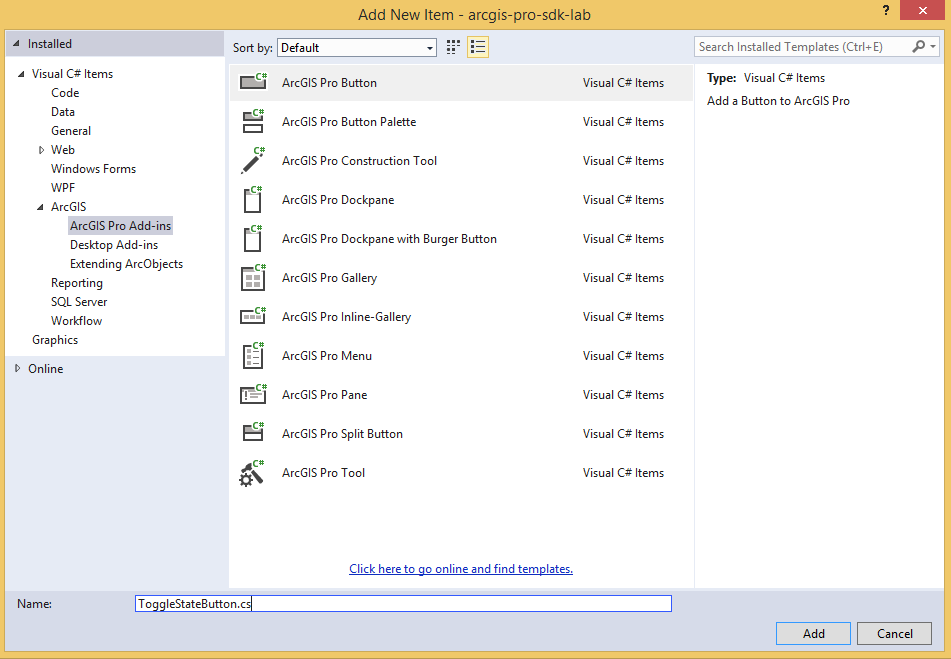 Add New Item - arcgis-pro-sdk-lab
?
Installed
Sort by: Default
Search Installed Templates (Ctrl+E)
Visual C# Items
Code
Data
General
Web
Windows Forms
WPF
ArcGIS
ArcGIS Pro Add-ins
Desktop Add-ins
Extending ArcObjects
Reporting
SQL Server
Workflow
Graphics
Online
C# ArcGIS Pro Button Visual C# Items
C# ArcGIS Pro Button Palette Visual C# Items
C# ArcGIS Pro Construction Tool Visual C# Items
C# ArcGIS Pro Dockpane Visual C# Items
C# ArcGIS Pro Dockpane with Burger Button Visual C# Items
C# ArcGIS Pro Gallery Visual C# Items
C# ArcGIS Pro Inline-Gallery Visual C# Items
C# ArcGIS Pro Menu Visual C# Items
C# ArcGIS Pro Pane Visual C# Items
C# ArcGIS Pro Split Button Visual C# Items
C# ArcGIS Pro Tool Visual C# Items
Click here to go online and find templates.
Type: Visual C# Items
Add a Button to ArcGIS Pro
Name: ToggleStateButton.cs
Add Cancel